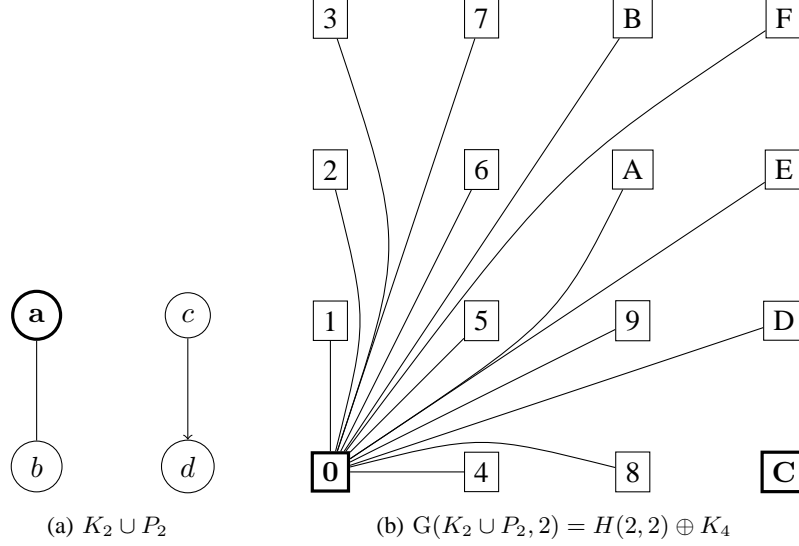 3 7 B F
2 6 A E
a c 1 5 9 D
b d 0 4 8 C
(a) K₂ ∪ P₂ (b) G(K₂ ∪ P₂, 2) = H(2, 2) ⊕ K₄